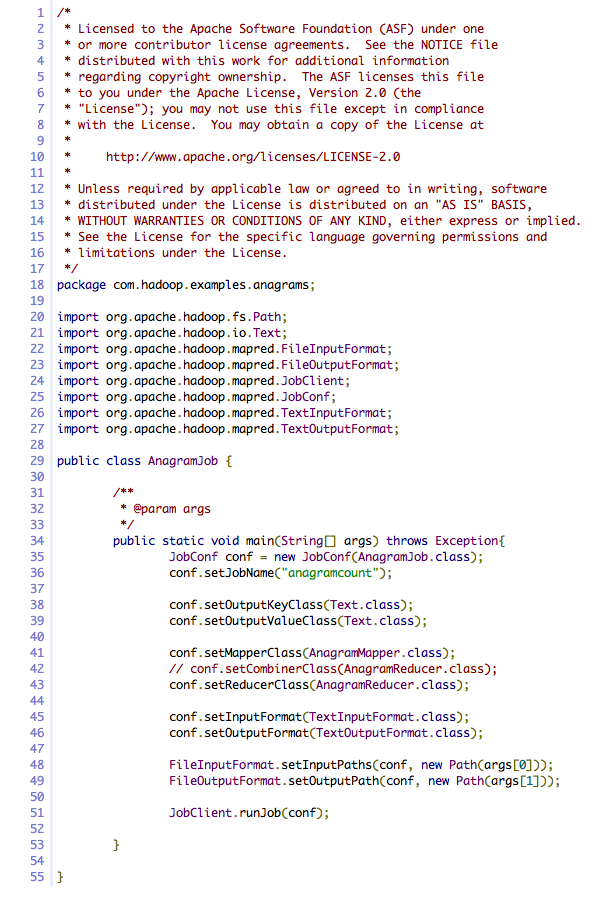 1 /*
2  * Licensed to the Apache Software Foundation (ASF) under one
3  * or more contributor license agreements.  See the NOTICE file
4  * distributed with this work for additional information
5  * regarding copyright ownership.  The ASF licenses this file
6  * to you under the Apache License, Version 2.0 (the
7  * "License"); you may not use this file except in compliance
8  * with the License.  You may obtain a copy of the License at
9  *
10  *     http://www.apache.org/licenses/LICENSE-2.0
11  *
12  * Unless required by applicable law or agreed to in writing, software
13  * distributed under the License is distributed on an "AS IS" BASIS,
14  * WITHOUT WARRANTIES OR CONDITIONS OF ANY KIND, either express or implied.
15  * See the License for the specific language governing permissions and
16  * limitations under the License.
17  */
18 package com.hadoop.examples.anagrams;
19
20 import org.apache.hadoop.fs.Path;
21 import org.apache.hadoop.io.Text;
22 import org.apache.hadoop.mapred.FileInputFormat;
23 import org.apache.hadoop.mapred.FileOutputFormat;
24 import org.apache.hadoop.mapred.JobClient;
25 import org.apache.hadoop.mapred.JobConf;
26 import org.apache.hadoop.mapred.TextInputFormat;
27 import org.apache.hadoop.mapred.TextOutputFormat;
28
29 public class AnagramJob {
30
31         /**
32          * @param args
33          */
34         public static void main(String[] args) throws Exception{
35                 JobConf conf = new JobConf(AnagramJob.class);
36                 conf.setJobName("anagramcount");
37
38                 conf.setOutputKeyClass(Text.class);
39                 conf.setOutputValueClass(Text.class);
40
41                 conf.setMapperClass(AnagramMapper.class);
42                 // conf.setCombinerClass(AnagramReducer.class);
43                 conf.setReducerClass(AnagramReducer.class);
44
45                 conf.setInputFormat(TextInputFormat.class);
46                 conf.setOutputFormat(TextOutputFormat.class);
47
48                 FileInputFormat.setInputPaths(conf, new Path(args[0]));
49                 FileOutputFormat.setOutputPath(conf, new Path(args[1]));
50
51                 JobClient.runJob(conf);
52
53         }
54
55 }